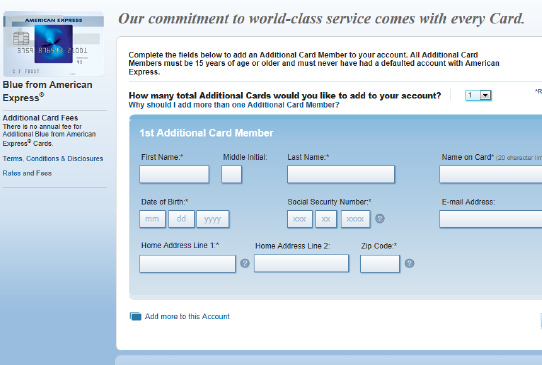 AMERICAN EXPRESS
C F FROST
Blue from American
Express®
Additional Card Fees
There is no annual fee for
Additional Blue from American
Express® Cards.
Terms, Conditions & Disclosures
Rates and Fees
Our commitment to world-class service comes with every Card.
Complete the fields below to add an Additional Card Member to your account. All Additional Card
Members must be 15 years of age or older and must never have had a defaulted account with American
Express.
How many total Additional Cards would you like to add to your account? 1
*R
Why should I add more than one Additional Card Member?
1st Additional Card Member
First Name:* Middle Initial: Last Name:* Name on Card* (20 character lim
Date of Birth:* Social Security Number:* E-mail Address:
mm dd yyyy xxx xx xxxx ?
Home Address Line 1:* Home Address Line 2: Zip Code:*
? ?
Add more to this Account